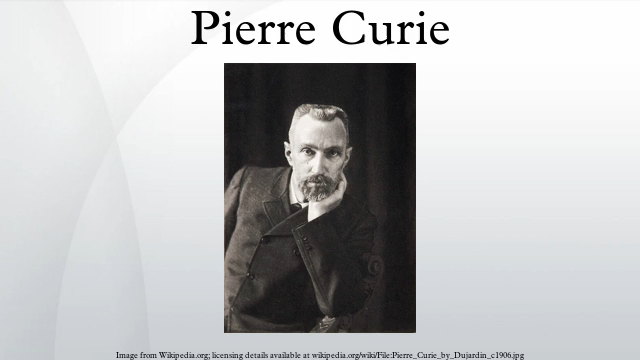 Pierre Curie
Image from Wikipedia.org; licensing details available at wikipedia.org/wiki/File:Pierre_Curie_by_Dujardin_c1906.jpg